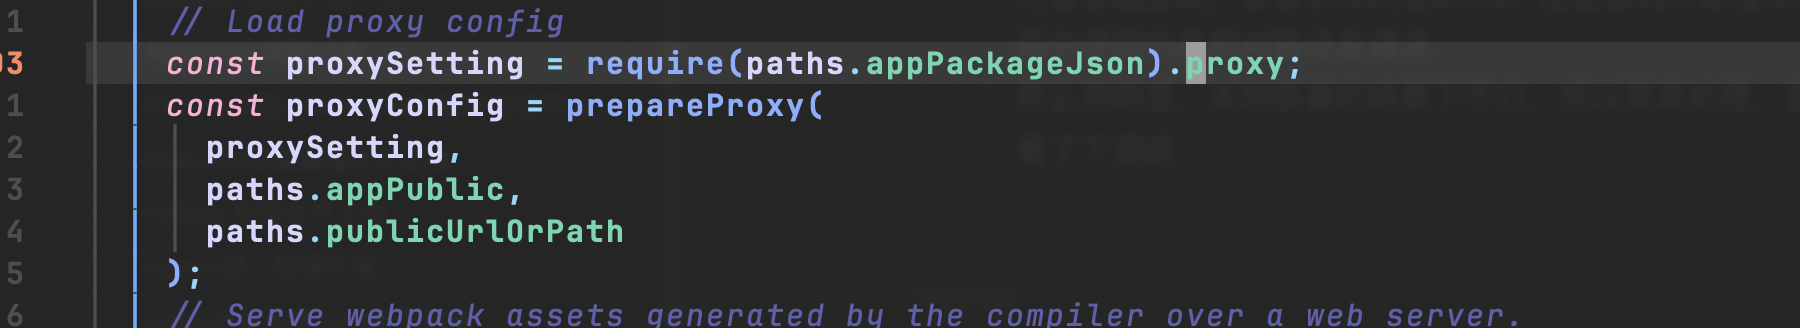 1 // Load proxy config
3 const proxySetting = require(paths.appPackageJson).proxy;
1 const proxyConfig = prepareProxy(
2 proxySetting,
3 paths.appPublic,
4 paths.publicUrlOrPath
5 );
6 // Serve webpack assets generated by the compiler over a web server.